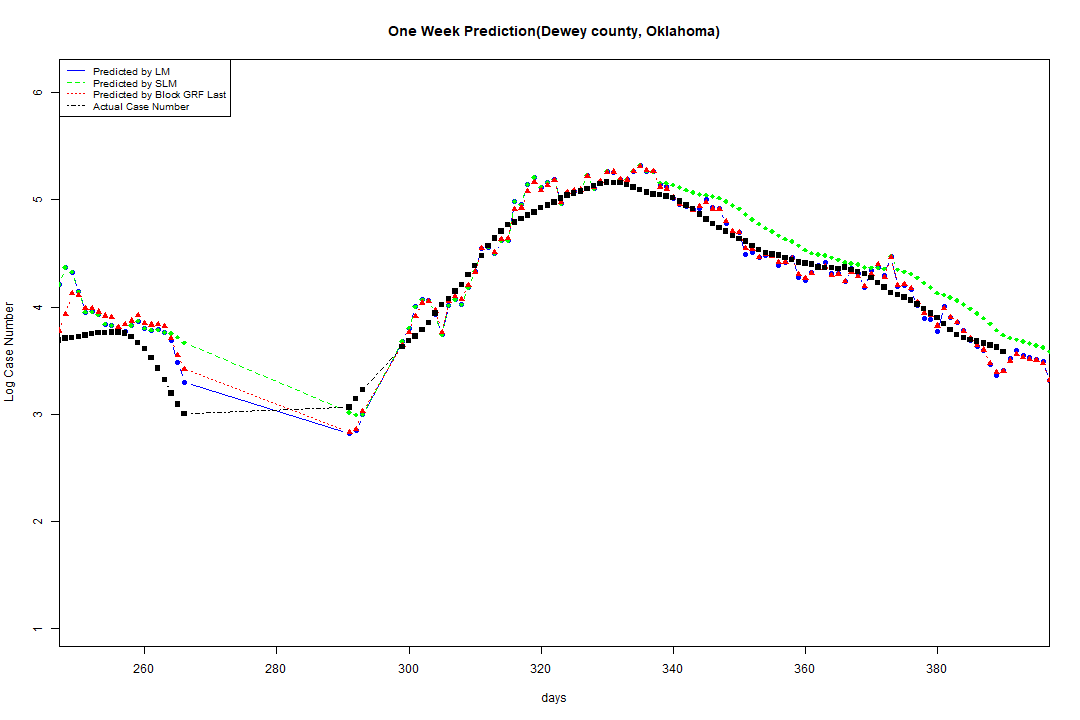 One Week Prediction(Dewey county, Oklahoma)
Predicted by LM
Predicted by SLM
Predicted by Block GRF Last
Actual Case Number
6
5
4
3
2
1
Log Case Number
260 280 300 320 340 360 380
days